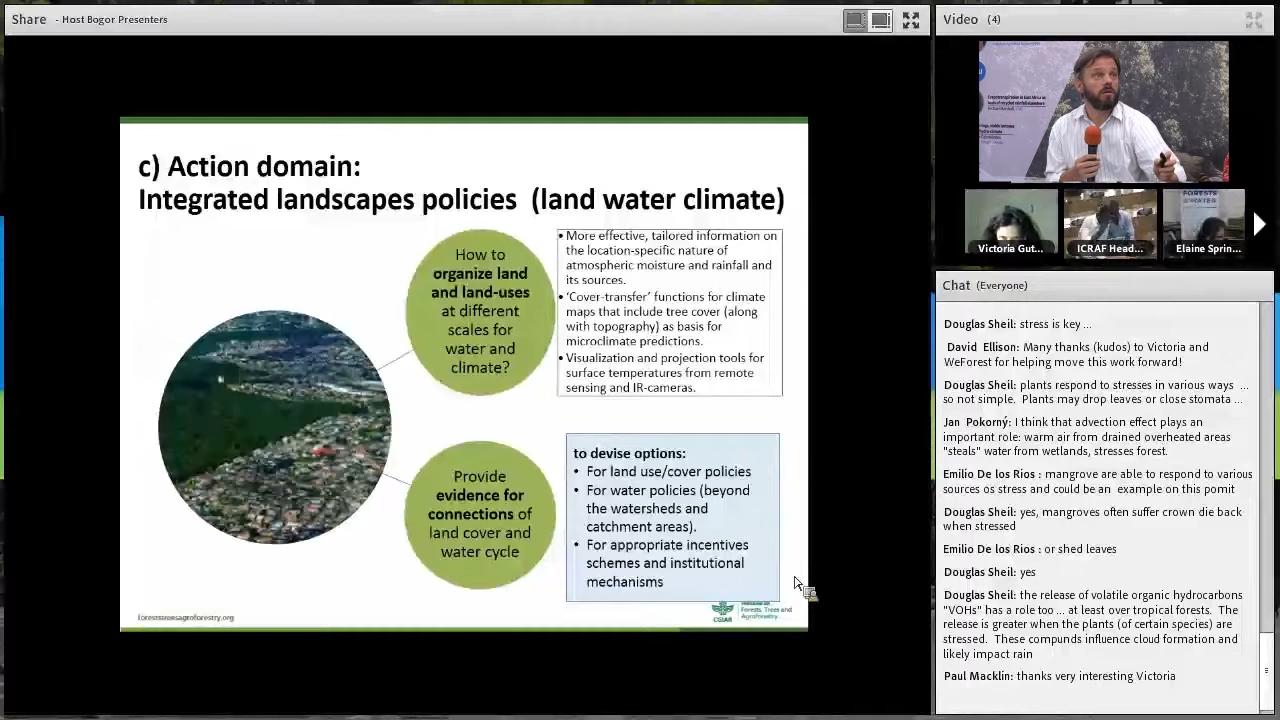 Share - Host Bogor Presenters
c) Action domain:
Integrated landscapes policies (land water climate)
How to
organize land
and land-uses
at different
scales for
water and
climate?
• More effective, tailored information on
the location-specific nature of
atmospheric moisture and rainfall and
its sources.
• ‘Cover-transfer’ functions for climate
maps that include tree cover (along
with topography) as basis for
microclimate predictions.
• Visualization and projection tools for
surface temperatures from remote
sensing and IR-cameras.
Provide
evidence for
connections of
land cover and
water cycle
to devise options:
• For land use/cover policies
• For water policies (beyond
the watersheds and
catchment areas).
• For appropriate incentives
schemes and institutional
mechanisms
foreststreesagroforestry.org
CGIAR
Forests, Trees and
Agroforestry
Video (4)
Victoria Gut...
ICRAF Head...
Elaine Sprin...
FORESTS
Chat (Everyone)
Douglas Sheil: stress is key ...
David Ellison: Many thanks (kudos) to Victoria and
WeForest for helping move this work forward!
Douglas Sheil: plants respond to stresses in various ways ...
so not simple. Plants may drop leaves or close stomata ...
Jan Pokorný: I think that advection effect plays an
important role: warm air from drained overheated areas
"steals" water from wetlands, stresses forest.
Emilio De los Rios : mangrove are able to respond to various
sources os stress and could be an example on this pomit
Douglas Sheil: yes, mangroves often suffer crown die back
when stressed
Emilio De los Rios : or shed leaves
Douglas Sheil: yes
Douglas Sheil: the release of volatile organic hydrocarbons
"VOHs" has a role too ... at least over tropical forests. The
release is greater when the plants (of certain species) are
stressed. These compunds influence cloud formation and
likely impact rain
Paul Macklin: thanks very interesting Victoria